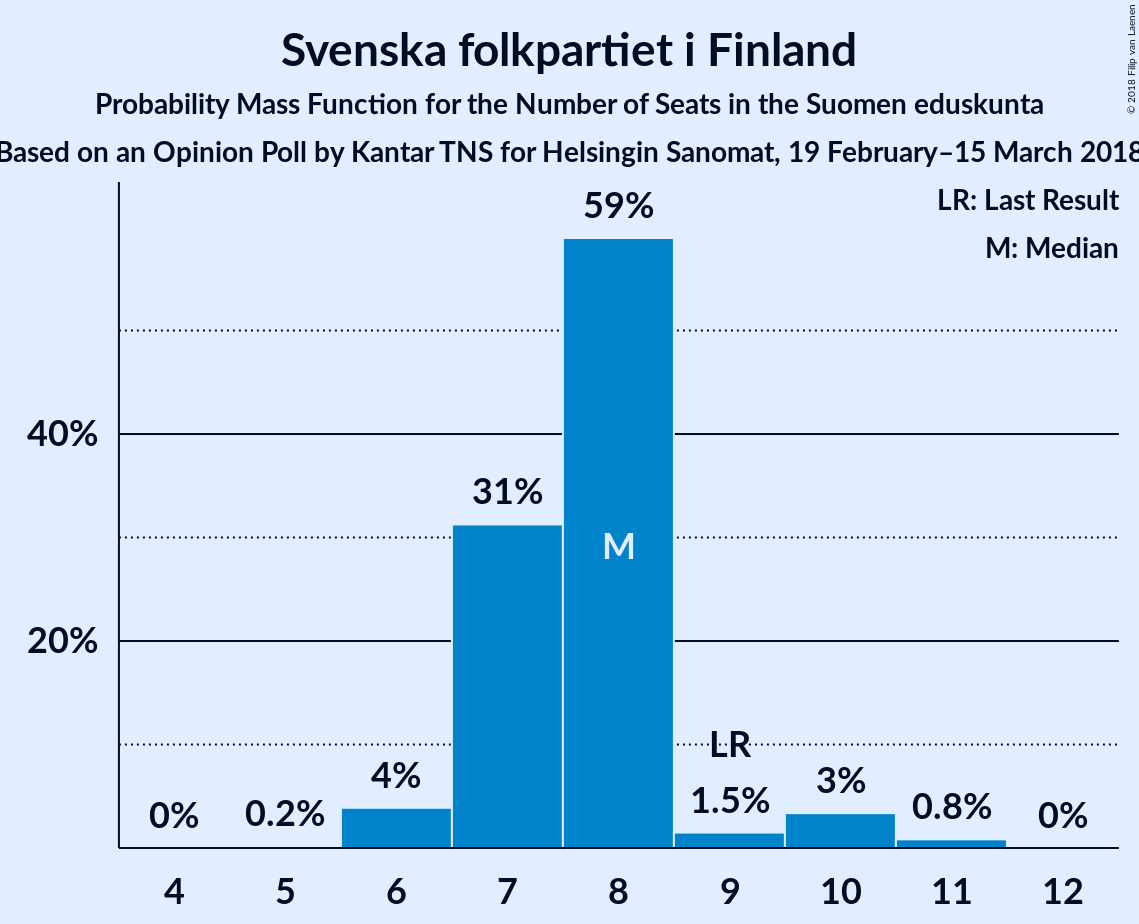 Svenska folkpartiet i Finland
Probability Mass Function for the Number of Seats in the Suomen eduskunta
Based on an Opinion Poll by Kantar TNS for Helsingin Sanomat, 19 February–15 March 2018
© 2018 Filip van Laenen
LR: Last Result
M: Median
59%
40%
31%
M
20%
LR
4%
3%
1.5%
0.8%
0%
0.2%
0%
4 5 6 7 8 9 10 11 12